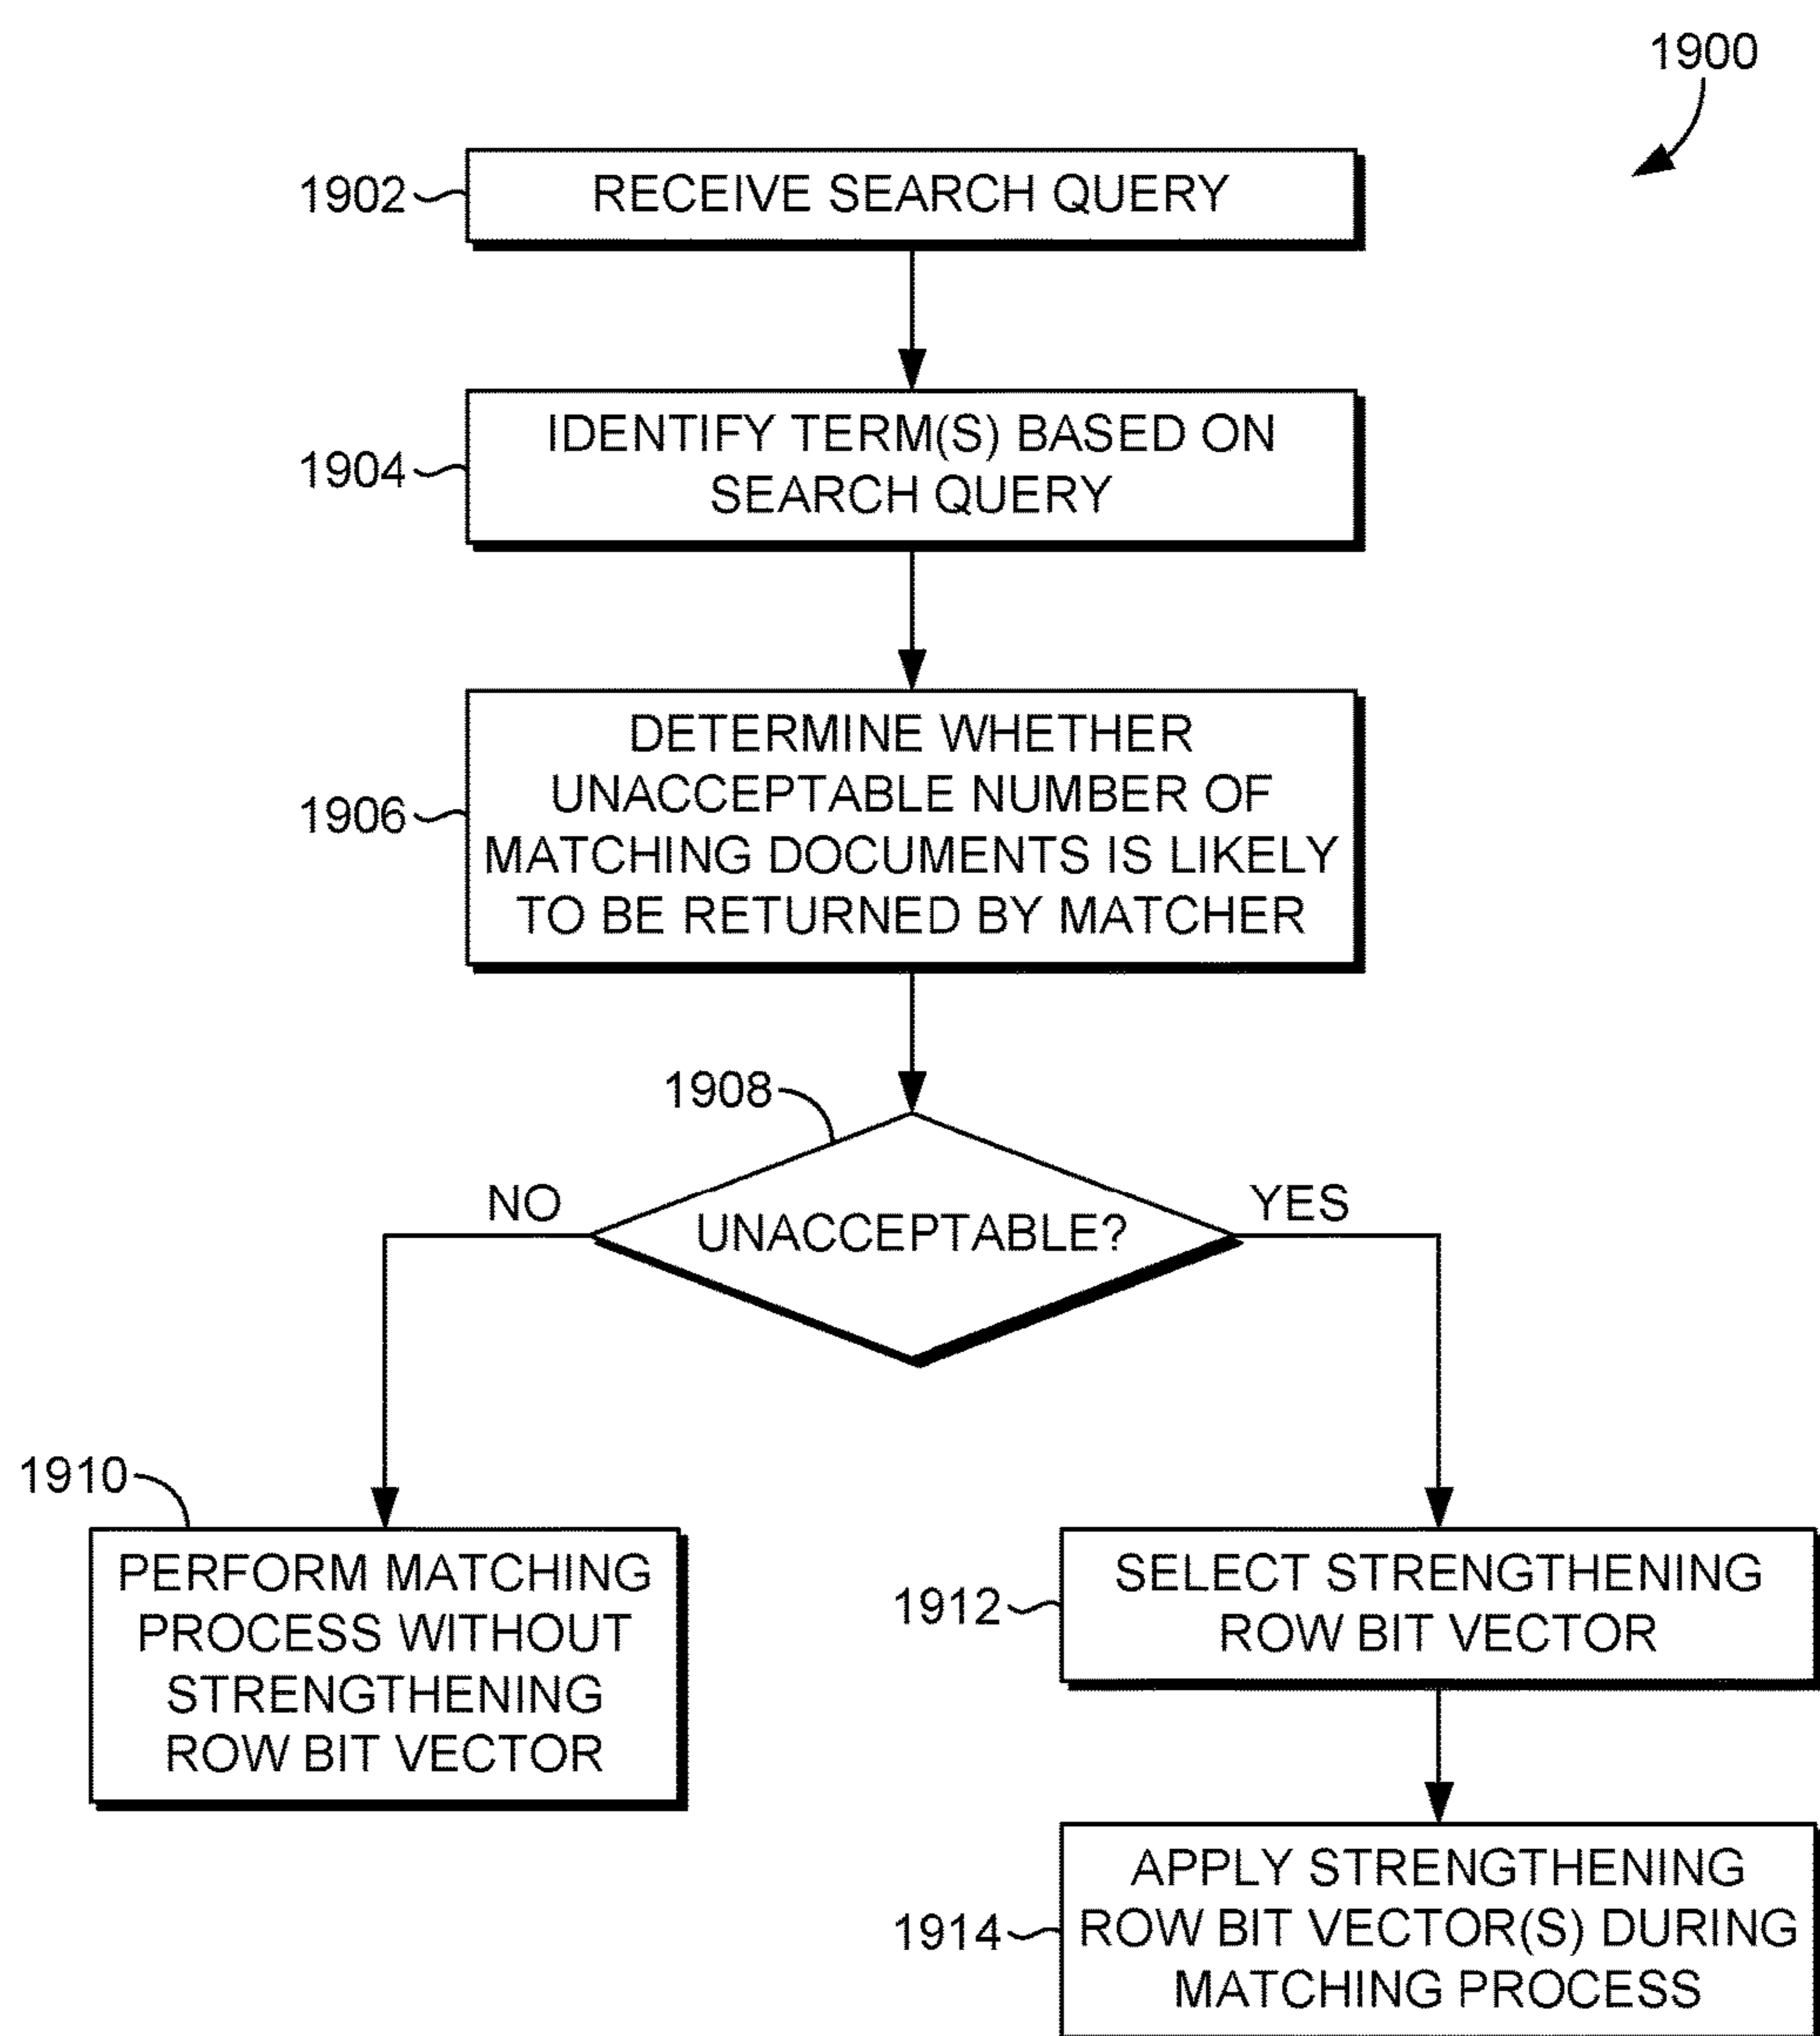 1900
1902
RECEIVE SEARCH QUERY
1904
IDENTIFY TERM(S) BASED ON
SEARCH QUERY
1906
DETERMINE WHETHER
UNACCEPTABLE NUMBER OF
MATCHING DOCUMENTS IS LIKELY
TO BE RETURNED BY MATCHER
1908
NO
UNACCEPTABLE?
YES
1910
PERFORM MATCHING
PROCESS WITHOUT
STRENGTHENING
ROW BIT VECTOR
1912
SELECT STRENGTHENING
ROW BIT VECTOR
1914
APPLY STRENGTHENING
ROW BIT VECTOR(S) DURING
MATCHING PROCESS